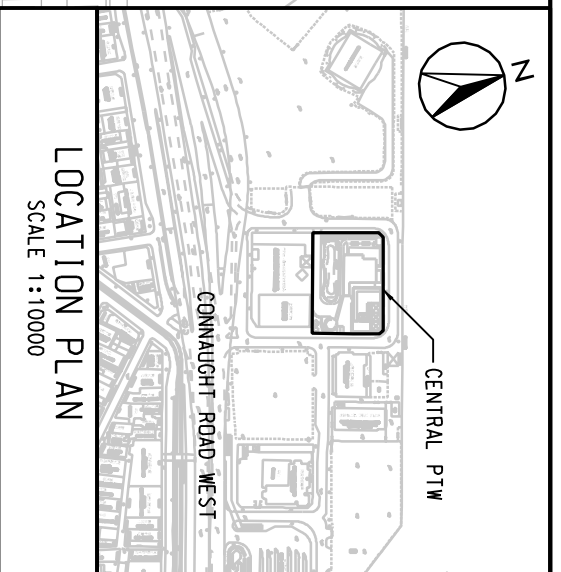 N
CENTRAL PTW
CONNAUGHT ROAD WEST
LOCATION PLAN
SCALE 1:10000